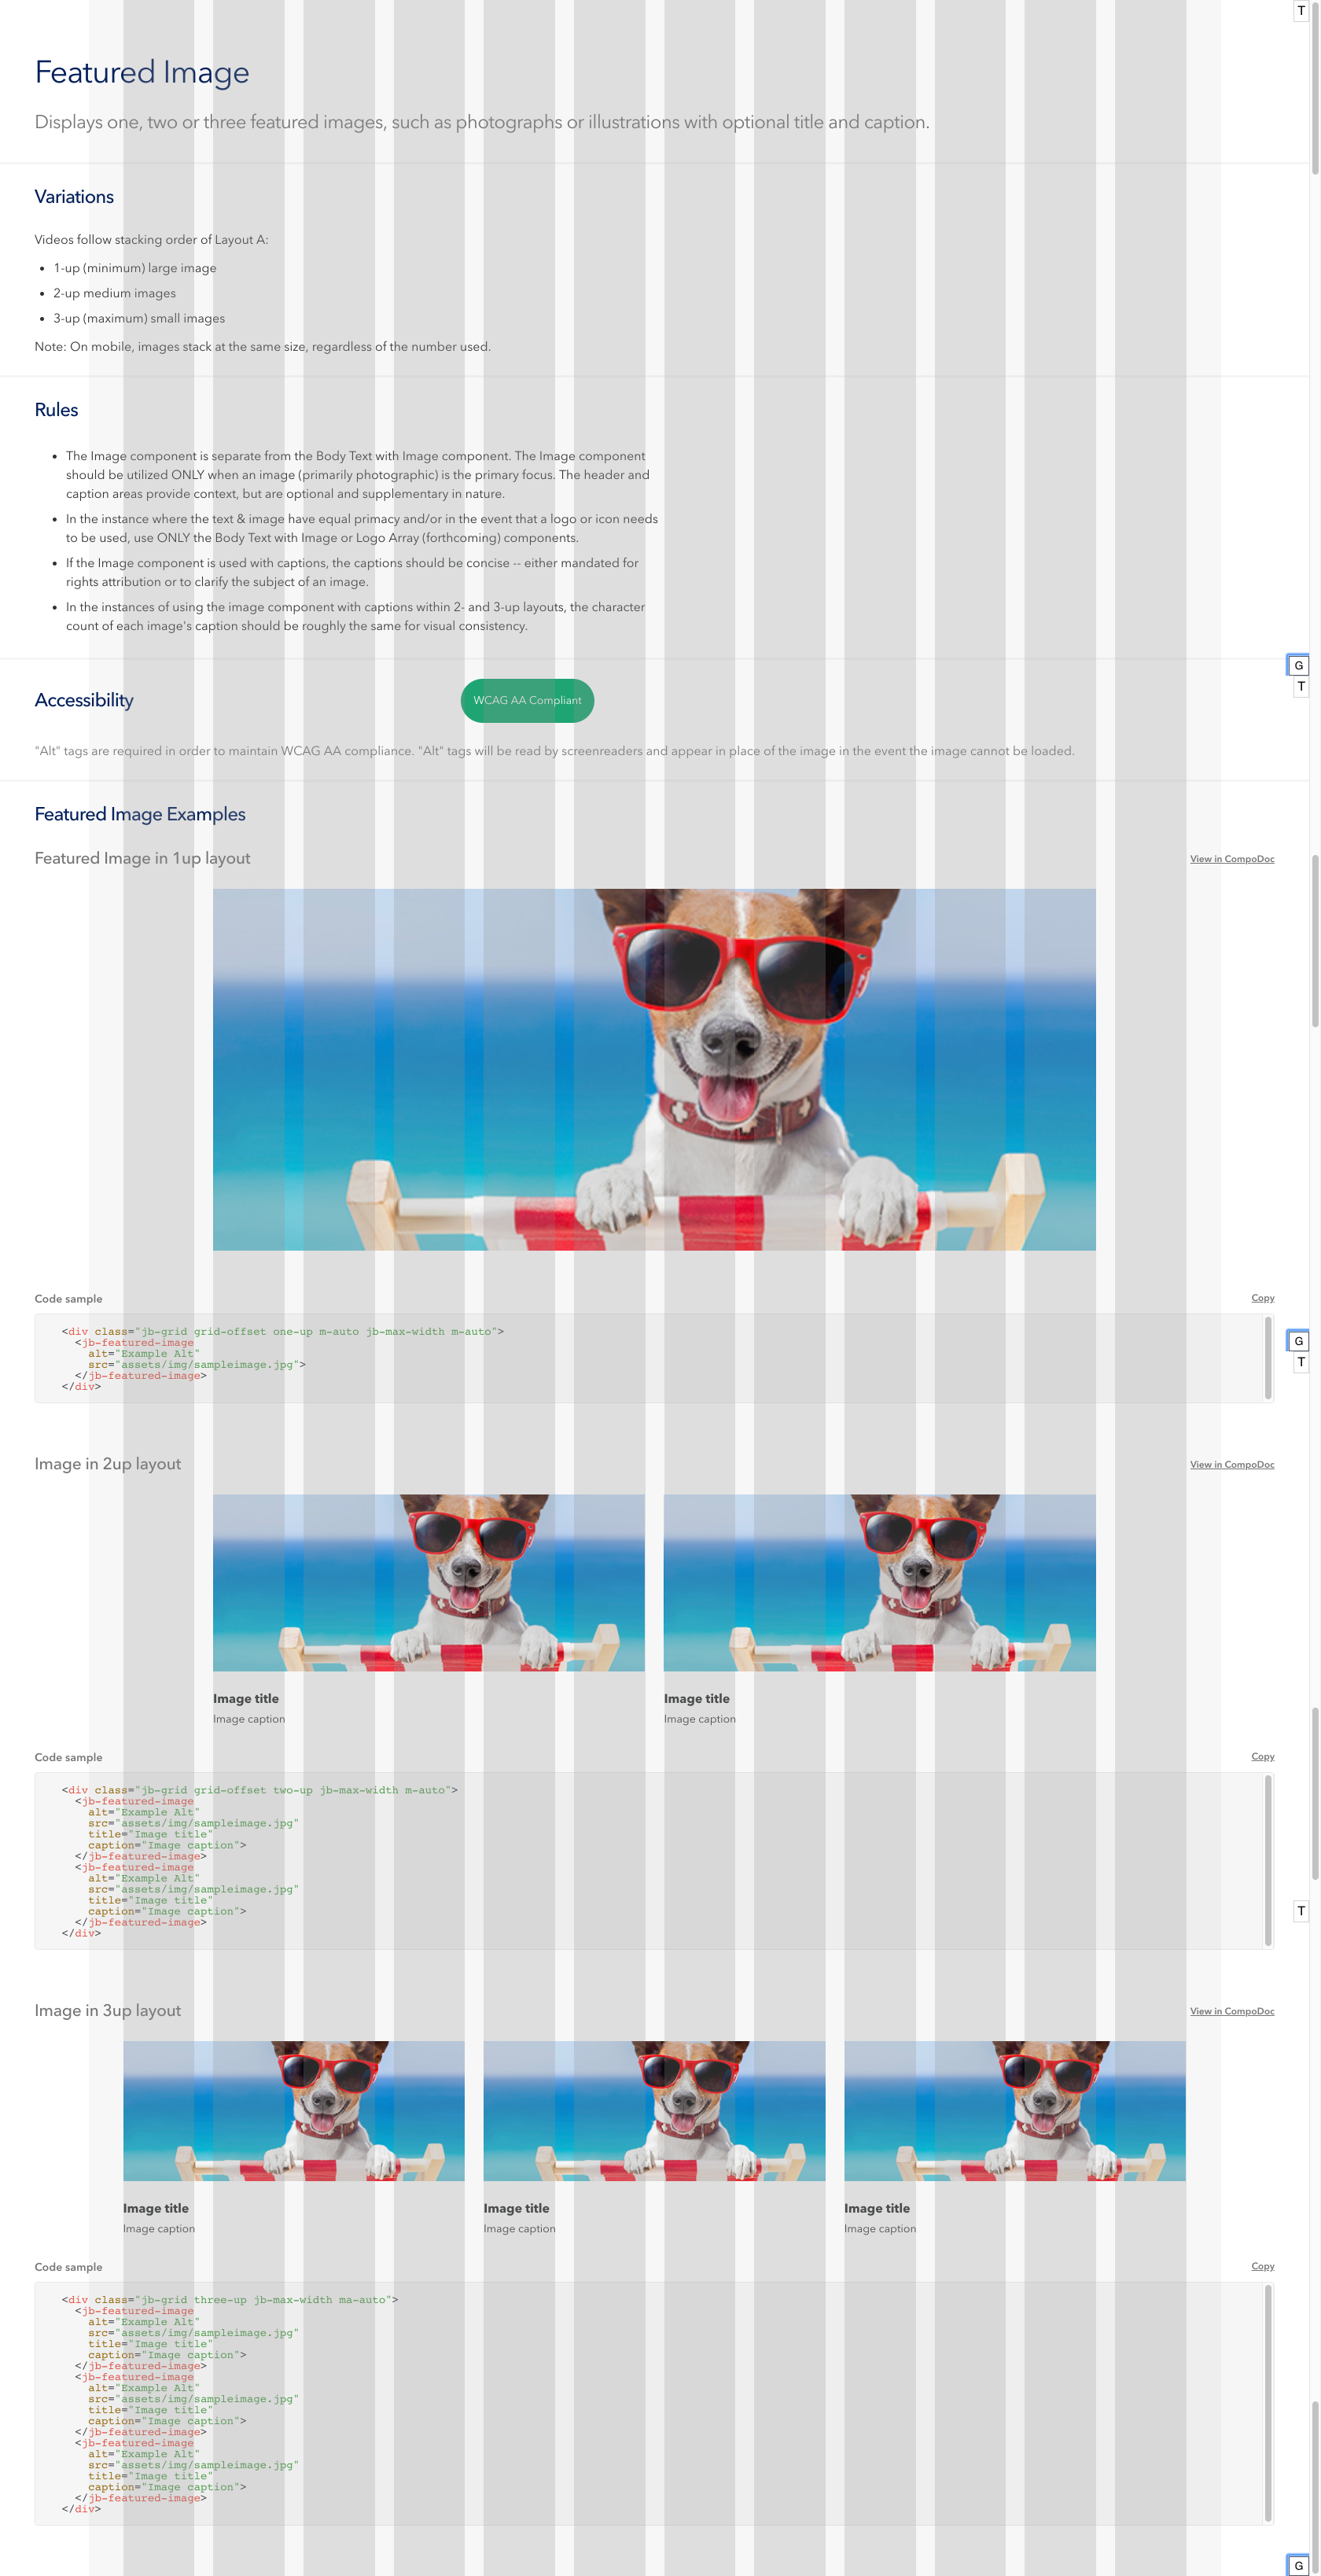 T
Featured Image
Displays one, two or three featured images, such as photographs or illustrations with optional title and caption.
Variations
Videos follow stacking order of Layout A:
• 1-up (minimum) large image
• 2-up medium images
• 3-up (maximum) small images
Note: On mobile, images stack at the same size, regardless of the number used.
Rules
• The Image component is separate from the Body Text with Image component. The Image component
should be utilized ONLY when an image (primarily photographic) is the primary focus. The header and
caption areas provide context, but are optional and supplementary in nature.
• In the instance where the text & image have equal primacy and/or in the event that a logo or icon needs
to be used, use ONLY the Body Text with Image or Logo Array (forthcoming) components.
• If the Image component is used with captions, the captions should be concise -- either mandated for
rights attribution or to clarify the subject of an image.
• In the instances of using the image component with captions within 2- and 3-up layouts, the character
count of each image's caption should be roughly the same for visual consistency.
G
T
Accessibility
WCAG AA Compliant
"Alt" tags are required in order to maintain WCAG AA compliance. "Alt" tags will be read by screenreaders and appear in place of the image in the event the image cannot be loaded.
Featured Image Examples
Featured Image in 1up layout
View in CompoDoc
Code sample
Copy
<div class="jb-grid grid-offset one-up m-auto jb-max-width m-auto">
<jb-featured-image
alt="Example Alt"
src="assets/img/sampleimage.jpg">
</jb-featured-image>
</div>
G
T
Image in 2up layout
View in CompoDoc
Image title
Image caption
Image title
Image caption
Code sample
Copy
<div class="jb-grid grid-offset two-up jb-max-width m-auto">
<jb-featured-image
alt="Example Alt"
src="assets/img/sampleimage.jpg"
title="Image title"
caption="Image caption">
</jb-featured-image>
<jb-featured-image
alt="Example Alt"
src="assets/img/sampleimage.jpg"
title="Image title"
caption="Image caption">
</jb-featured-image>
</div>
T
Image in 3up layout
View in CompoDoc
Image title
Image caption
Image title
Image caption
Image title
Image caption
Code sample
Copy
<div class="jb-grid three-up jb-max-width ma-auto">
<jb-featured-image
alt="Example Alt"
src="assets/img/sampleimage.jpg"
title="Image title"
caption="Image caption">
</jb-featured-image>
<jb-featured-image
alt="Example Alt"
src="assets/img/sampleimage.jpg"
title="Image title"
caption="Image caption">
</jb-featured-image>
<jb-featured-image
alt="Example Alt"
src="assets/img/sampleimage.jpg"
title="Image title"
caption="Image caption">
</jb-featured-image>
</div>
G